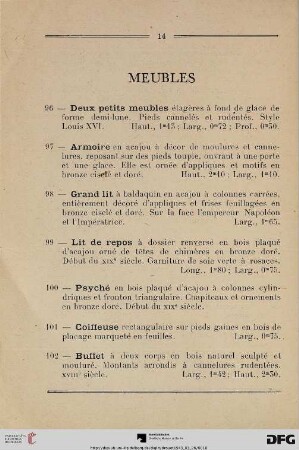 14
MEUBLES
96 — Deux petits meubles étagères à fond de glace de
forme demi-lune. Pieds cannelés et rudentés. Style
Louis XVI. Haut., 1m45 ; Larg., 0m72 ; Prof., 0m50.
97 — Armoire en acajou à décor de moulures et canne-
lures, reposant sur des pieds toupie, ouvrant à une porte
et une glace. Elle est ornée d'appliques et motifs en
bronze ciselé et doré. Haut., 2m10 ; Larg., 1m10.
98 — Grand lit à baldaquin en acajou à colonnes carrées,
entièrement décoré d'appliques et frises feuillagées en
bronze ciselé et doré. Sur la face l'empereur Napoléon
et l'Impératrice. Larg., 1m65.
99 — Lit de repos à dossier renversé en bois plaqué
d'acajou orné de têtes de chimères en bronze doré.
Début du XIXe siècle. Garniture de soie verte à rosaces.
Long., 1m80 ; Larg., 0m75.
100 — Psyché en bois plaqué d'acajou à colonnes cylin-
driques et fronton triangulaire. Chapiteaux et ornements
en bronze doré. Début du XIXe siècle.
101 — Coiffeuse rectangulaire sur pieds gaines en bois de
placage marqueté en feuilles. Larg., 0m75.
102 — Buffet à deux corps en bois naturel sculpté et
mouluré. Montants arrondis à cannelures rudentées.
XVIIIe siècle. Larg., 1m42 ; Haut., 2m50.
DFG